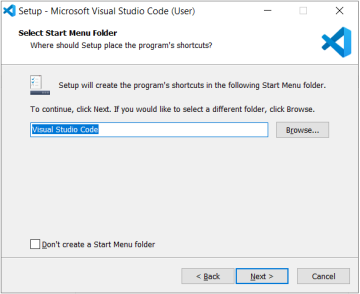 Setup - Microsoft Visual Studio Code (User)
Select Start Menu Folder
Where should Setup place the program's shortcuts?
Setup will create the program's shortcuts in the following Start Menu folder.
To continue, click Next. If you would like to select a different folder, click Browse.
Visual Studio Code
Browse...
Don't create a Start Menu folder
< Back
Next >
Cancel